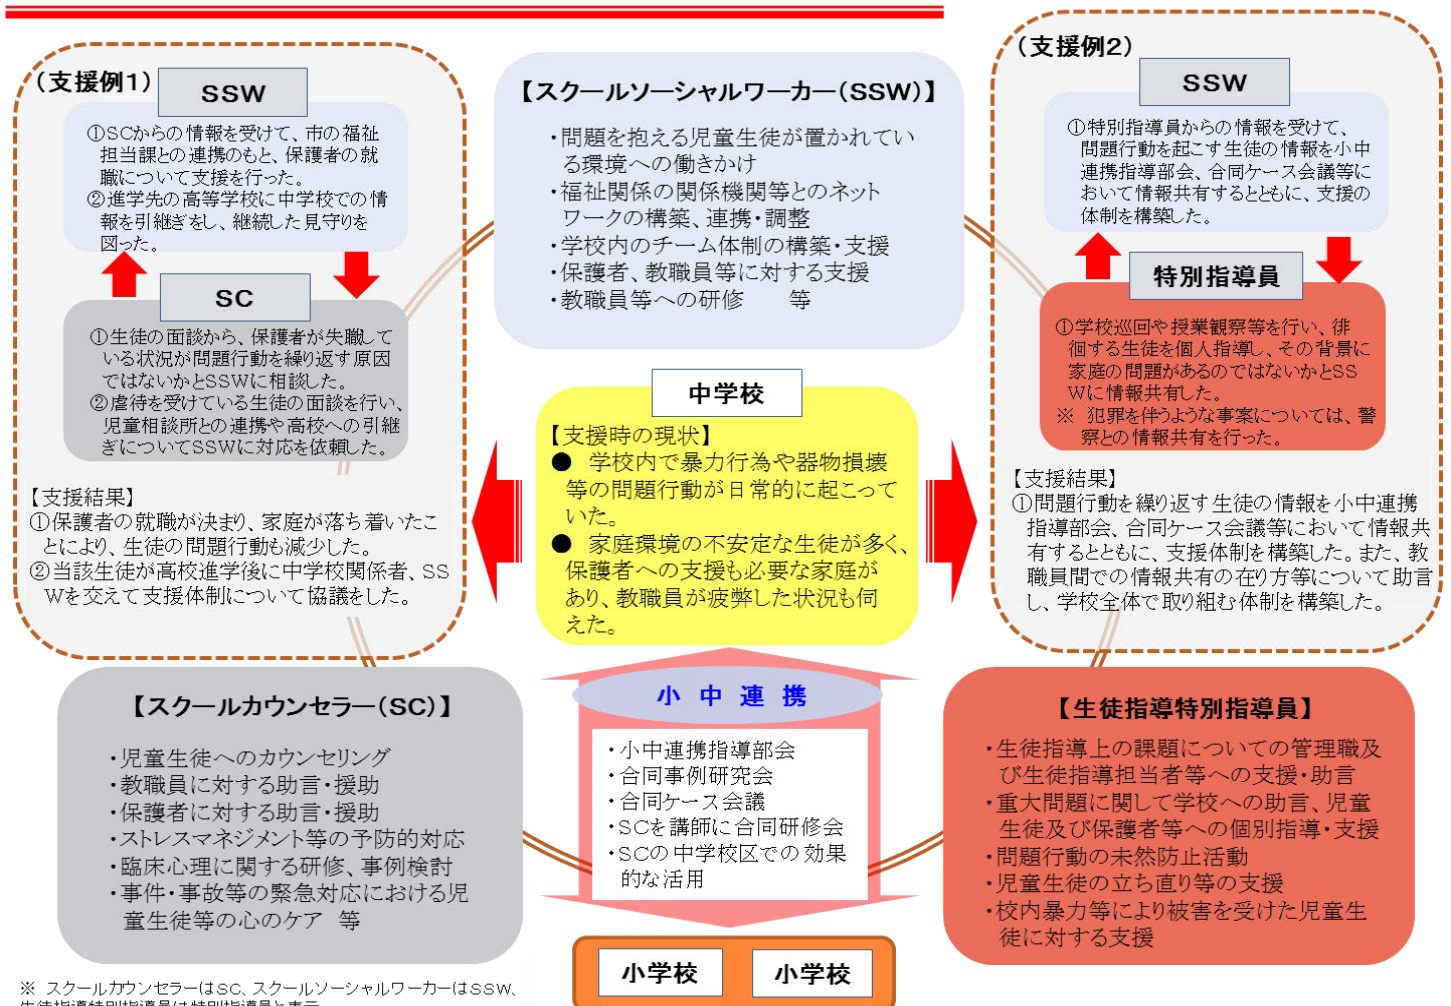 (支援例1)
SSW
①SCからの情報を受けて、市の福祉
担当課との連携のもと、保護者の就
職について支援を行った。
②進学先の高等学校に中学校での情
報を引継ぎをし、継続した見守りを
図った。
SC
①生徒の面談から、保護者が失職して
いる状況が問題行動を繰り返す原因
ではないかとSSWに相談した。
②虐待を受けている生徒の面談を行い、
児童相談所との連携や高校への引継
ぎについてSSWに対応を依頼した。
【支援結果】
①保護者の就職が決まり、家庭が落ち着いたこ
とにより、生徒の問題行動も減少した。
②当該生徒が高校進学後に中学校関係者、SS
Wを交えて支援体制について協議をした。
【スクールソーシャルワーカー(SSW)】
・問題を抱える児童生徒が置かれてい
る環境への働きかけ
・福祉関係の関係機関等とのネット
ワークの構築、連携・調整
・学校内のチーム体制の構築・支援
・保護者、教職員等に対する支援
・教職員等への研修　等
(支援例2)
SSW
①特別指導員からの情報を受けて、
問題行動を起こす生徒の情報を小中
連携指導部会、合同ケース会議等に
おいて情報共有するとともに、支援の
体制を構築した。
特別指導員
①学校巡回や授業観察等を行い、徘
徊する生徒を個人指導し、その背景に
家庭の問題があるのではないかとSS
Wに情報共有した。
※ 犯罪を伴うような事案については、警
察との情報共有を行った。
【支援結果】
①問題行動を繰り返す生徒の情報を小中連携
指導部会、合同ケース会議等において情報共
有するとともに、支援体制を構築した。また、教
職員間での情報共有の在り方等について助言
し、学校全体で取り組む体制を構築した。
中学校
【支援時の現状】
● 学校内で暴力行為や器物損壊
等の問題行動が日常的に起こって
いた。
● 家庭環境の不安定な生徒が多く、
保護者への支援も必要な家庭が
あり、教職員が疲弊した状況も伺
えた。
【スクールカウンセラー(SC)】
・児童生徒へのカウンセリング
・教職員に対する助言・援助
・保護者に対する助言・援助
・ストレスマネジメント等の予防的対応
・臨床心理に関する研修、事例検討
・事件・事故等の緊急対応における児
童生徒等の心のケア 等
小 中 連 携
・小中連携指導部会
・合同事例研究会
・合同ケース会議
・SCを講師に合同研修会
・SCの中学校区での効果
的な活用
【生徒指導特別指導員】
・生徒指導上の課題についての管理職及
び生徒指導担当者等への支援・助言
・重大問題に関して学校への助言、児童
生徒及び保護者等への個別指導・支援
・問題行動の未然防止活動
・児童生徒の立ち直り等の支援
・校内暴力等により被害を受けた児童生
徒に対する支援
小学校
小学校
※ スクールカウンセラーはSC、スクールソーシャルワーカーはSSW、
生徒指導特別指導員は特別指導員と表示